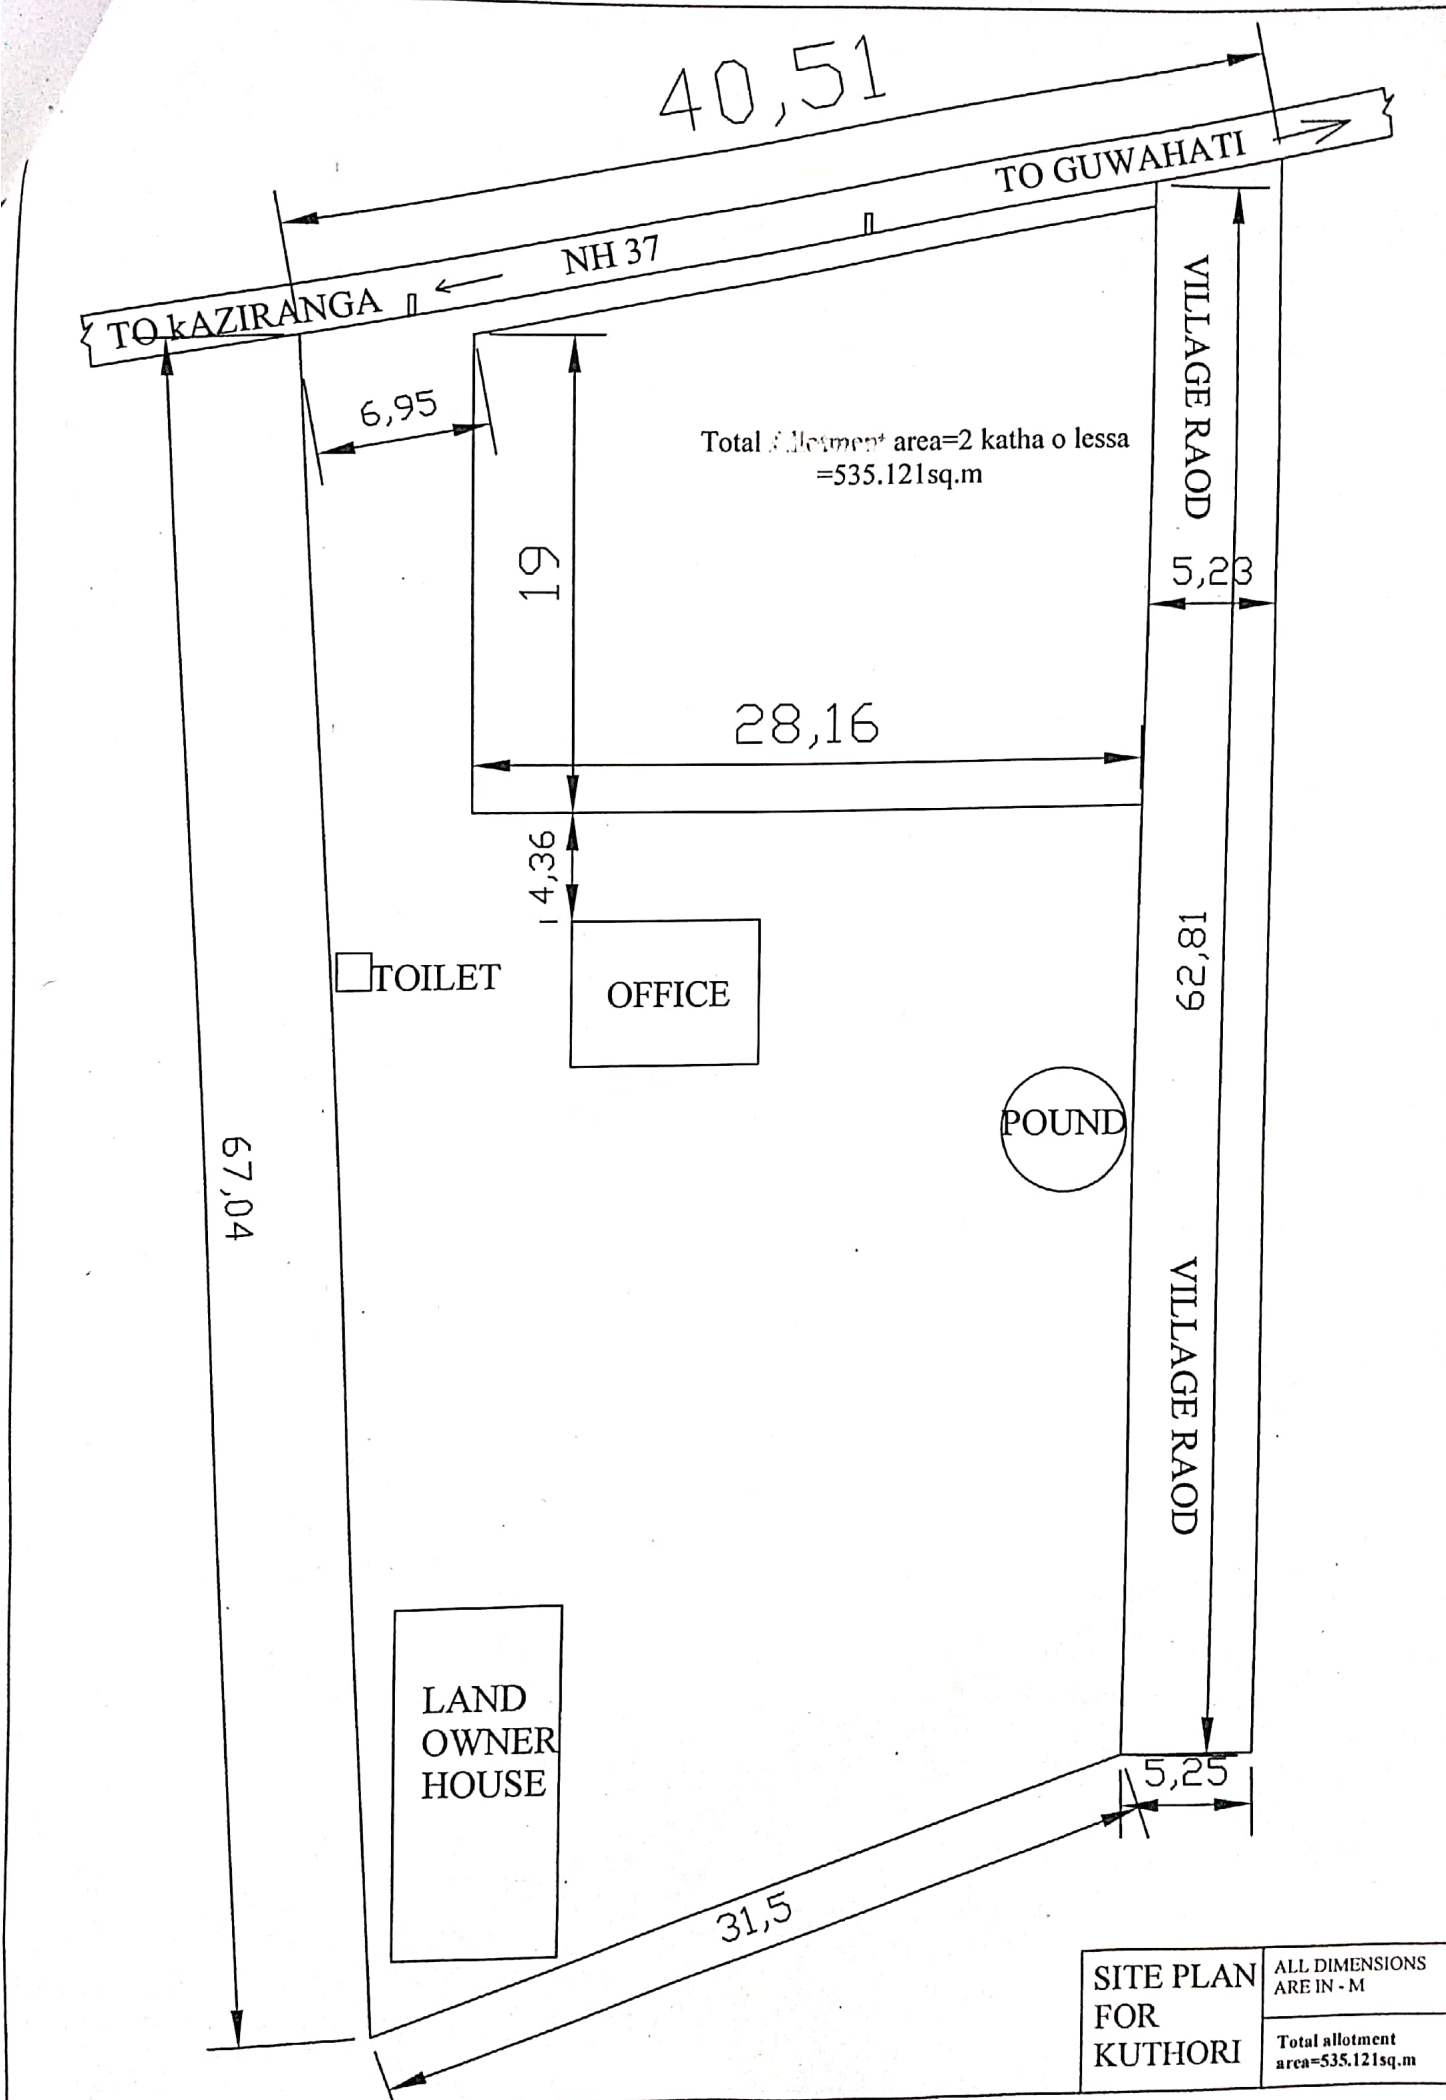 40,51
TO GUWAHATI
NH 37
TO kAZIRANGA
6,95
Total Allotment area=2 katha o lessa
=535.121sq.m
VILLAGE RAOD
19
5,23
28,16
4,36
62,81
TOILET
OFFICE
POUND
67,04
VILLAGE RAOD
LAND
OWNER
HOUSE
5,25
31,5
SITE PLAN
FOR
KUTHORI
ALL DIMENSIONS
ARE IN - M
Total allotment
area=535.121sq.m